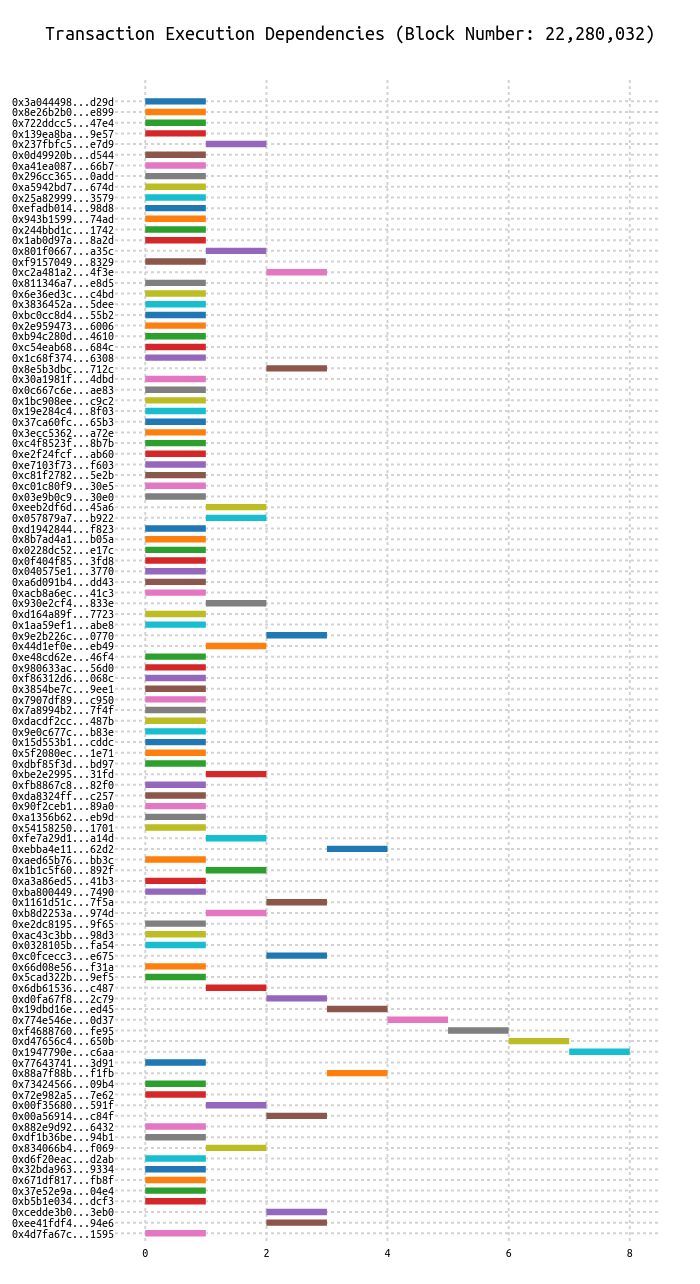 Transaction Execution Dependencies (Block Number: 22,280,032)
0x3a044498...d29d
0x8e26b2b0...e899
0x722ddcc5...47e4
0x139ea8ba...9e57
0x237fbfc5...e7d9
0x0d49920b...d544
0xa41ea087...66b7
0x296cc365...0add
0xa5942bd7...674d
0x25a82999...3579
0xefadb014...98d8
0x943b1599...74ad
0x244bbd1c...1742
0x1ab0d97a...8a2d
0x801f0667...a35c
0xf9157049...8329
0xc2a481a2...4f3e
0x811346a7...e8d5
0x6e36ed3c...c4bd
0x3836452a...5dee
0xbc0cc8d4...55b2
0x2e959473...6006
0xb94c280d...4610
0xc54eab68...684c
0x1c68f374...6308
0x8e5b3dbc...712c
0x30a1981f...4dbd
0x0c667c6e...ae83
0x1bc908ee...c9c2
0x19e284c4...8f03
0x37ca60fc...65b3
0x3ecc5362...a72e
0xc4f8523f...8b7b
0xe2f24fcf...ab60
0xe7103f73...f603
0xc81f2782...5e2b
0xc01c80f9...30e5
0x03e9b0c9...30e0
0xeeb2df6d...45a6
0x057879a7...b922
0xd1942844...f823
0x8b7ad4a1...b05a
0x0228dc52...e17c
0x0f404f85...3fd8
0x040575e1...3770
0xa6d091b4...dd43
0xacb8a6ec...41c3
0x930e2cf4...833e
0xd164a89f...7723
0x1aa59ef1...abe8
0x9e2b226c...0770
0x44d1ef0e...eb49
0xe48cd62e...46f4
0x980633ac...56d0
0xf86312d6...068c
0x3854be7c...9ee1
0x7907df89...c950
0x7a8994b2...7f4f
0xdacdf2cc...487b
0x9e0c677c...b83e
0x15d553b1...cddc
0x5f2080ec...1e71
0xdbf85f3d...bd97
0xbe2e2995...31fd
0xfb8867c8...82f0
0xda8324ff...c257
0x90f2ceb1...89a0
0xa1356b62...eb9d
0x54158250...1701
0xfe7a29d1...a14d
0xebba4e11...62d2
0xaed65b76...bb3c
0x1b1c5f60...892f
0xa3a86ed5...41b3
0xba800449...7490
0x1161d51c...7f5a
0xb8d2253a...974d
0xe2dc8195...9f65
0xac43c3bb...98d3
0x0328105b...fa54
0xc0fcecc3...e675
0x66d08e56...f31a
0x5cad322b...9ef5
0x6db61536...c487
0xd0fa67f8...2c79
0x19dbd16e...ed45
0x774e546e...0d37
0xf4688760...fe95
0xd47656c4...650b
0x1947790e...c6aa
0x77643741...3d91
0x88a7f88b...f1fb
0x73424566...09b4
0x72e982a5...7e62
0x00f35680...591f
0x00a56914...c84f
0x882e9d92...6432
0xdf1b36be...94b1
0x834066b4...f069
0xd6f20eac...d2ab
0x32bda963...9334
0x671df817...fb8f
0x37e52e9a...04e4
0xb5b1e034...dcf3
0xcedde3b0...3eb0
0xee41fdf4...94e6
0x4d7fa67c...1595
0 2 4 6 8